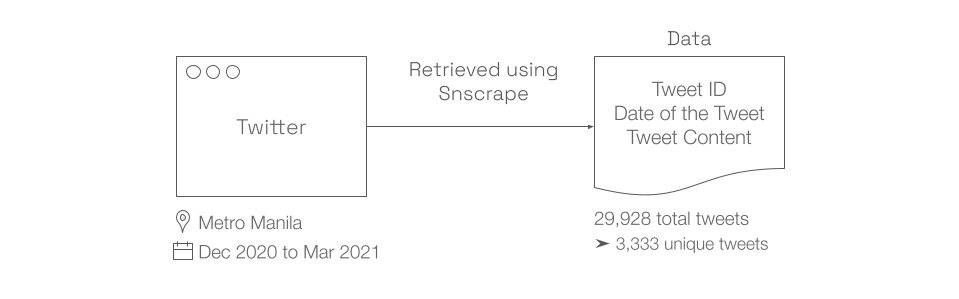 Data
Retrieved using
Snscrape
Twitter
Tweet ID
Date of the Tweet
Tweet Content
Metro Manila
Dec 2020 to Mar 2021
29,928 total tweets
➤ 3,333 unique tweets